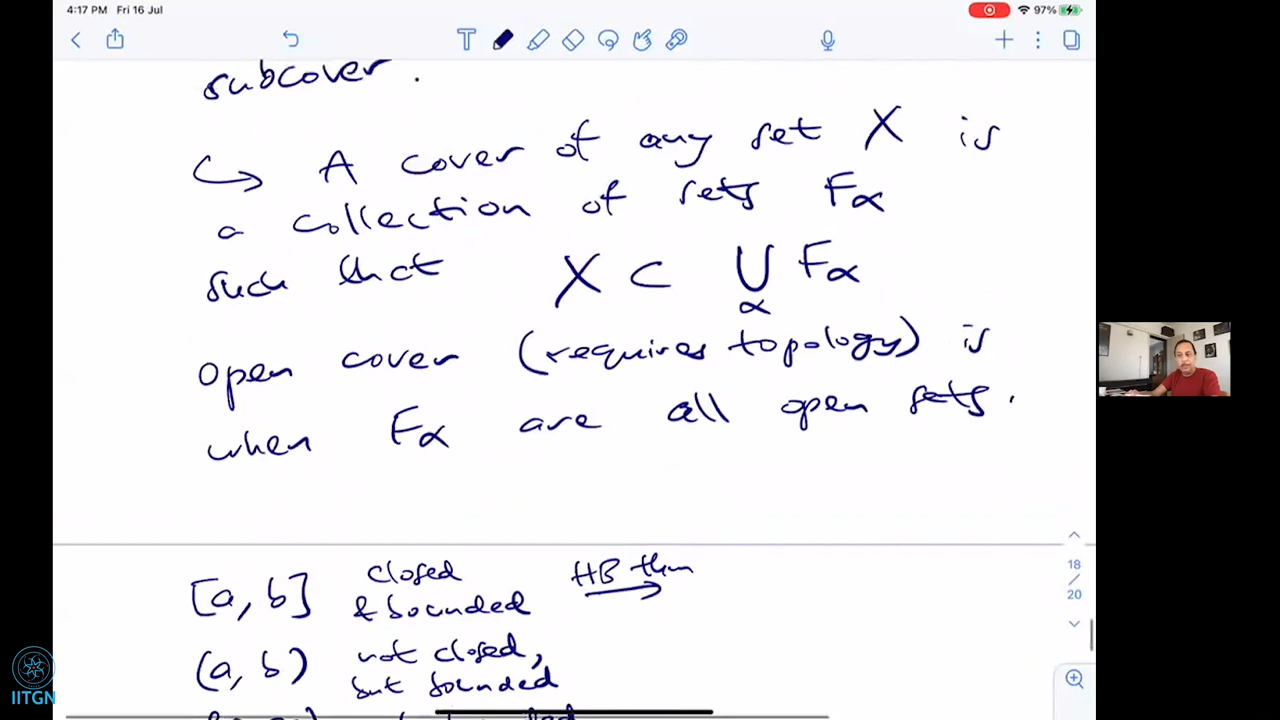 4:17 PM Fri 16 Jul
97%
subcover.
↪ A cover of any set X is
a collection of sets Fα
such that X ⊂ ⋃α Fα
open cover (requires topology) is
when Fα are all open sets.
[a, b] closed & bounded HB thm →
(a, b) not closed, but bounded
18
/
20
IITGN